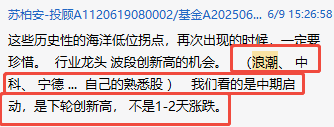 苏柏安-投顾A1120619080002/基金A202506... 6/9 15:26:58
这些历史性的海洋低位拐点，再次出现的时候，一定要
珍惜。 行业龙头 波段创新高的机会。 （浪潮、中
科、宁德 ... 自己的熟悉股 ） 我们看的是中期启
动，是下轮创新高， 不是1-2天涨跌。